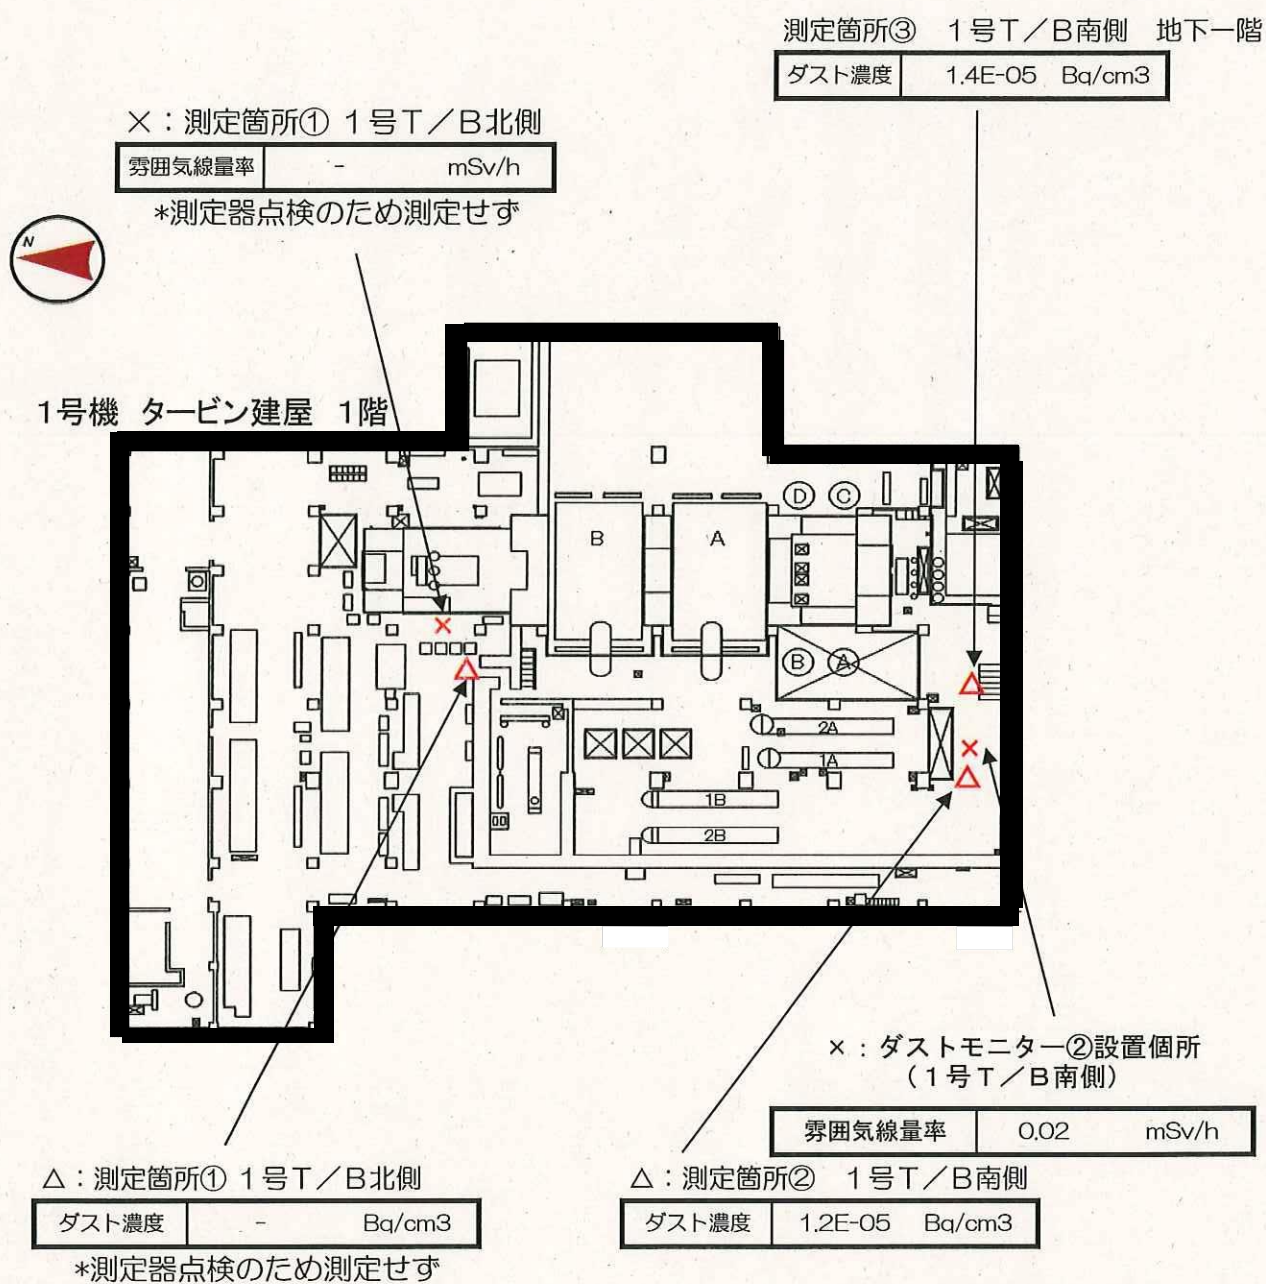 測定箇所③ 1号T/B南側 地下一階
ダスト濃度 1.4E-05 Bq/cm3
×:測定箇所① 1号T/B北側
雰囲気線量率 - mSv/h
*測定器点検のため測定せず
N
1号機 タービン建屋 1階
D C
B A
B A
2A
1A
1B
2B
×:ダストモニター②設置個所
(1号T/B南側)
雰囲気線量率 0.02 mSv/h
△:測定箇所① 1号T/B北側
ダスト濃度 - Bq/cm3
*測定器点検のため測定せず
△:測定箇所② 1号T/B南側
ダスト濃度 1.2E-05 Bq/cm3